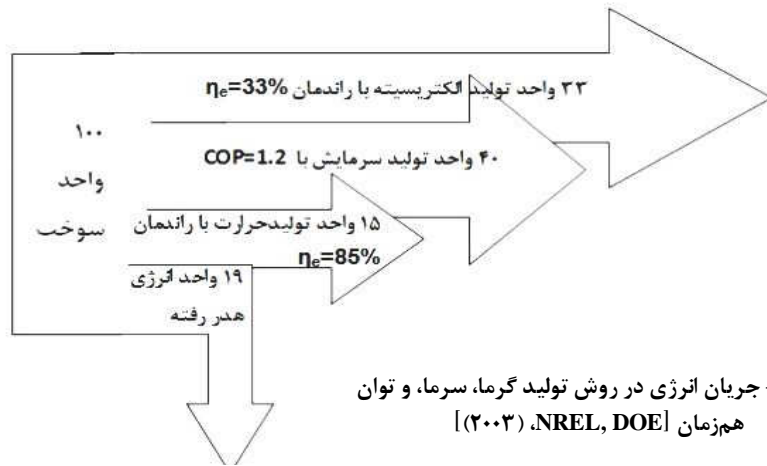 ۳۳ واحد تولید الکتریسیته با راندمان ηe=33%
۱۰۰
واحد
سوخت
۴۰ واحد تولید سرمایش با COP=1.2
۱۵ واحد تولیدحرارت با راندمان
ηe=85%
۱۹ واحد انرژی
هدر رفته
جریان انرژی در روش تولید گرما، سرما، و توان
هم‌زمان [NREL, DOE، (۲۰۰۳)]